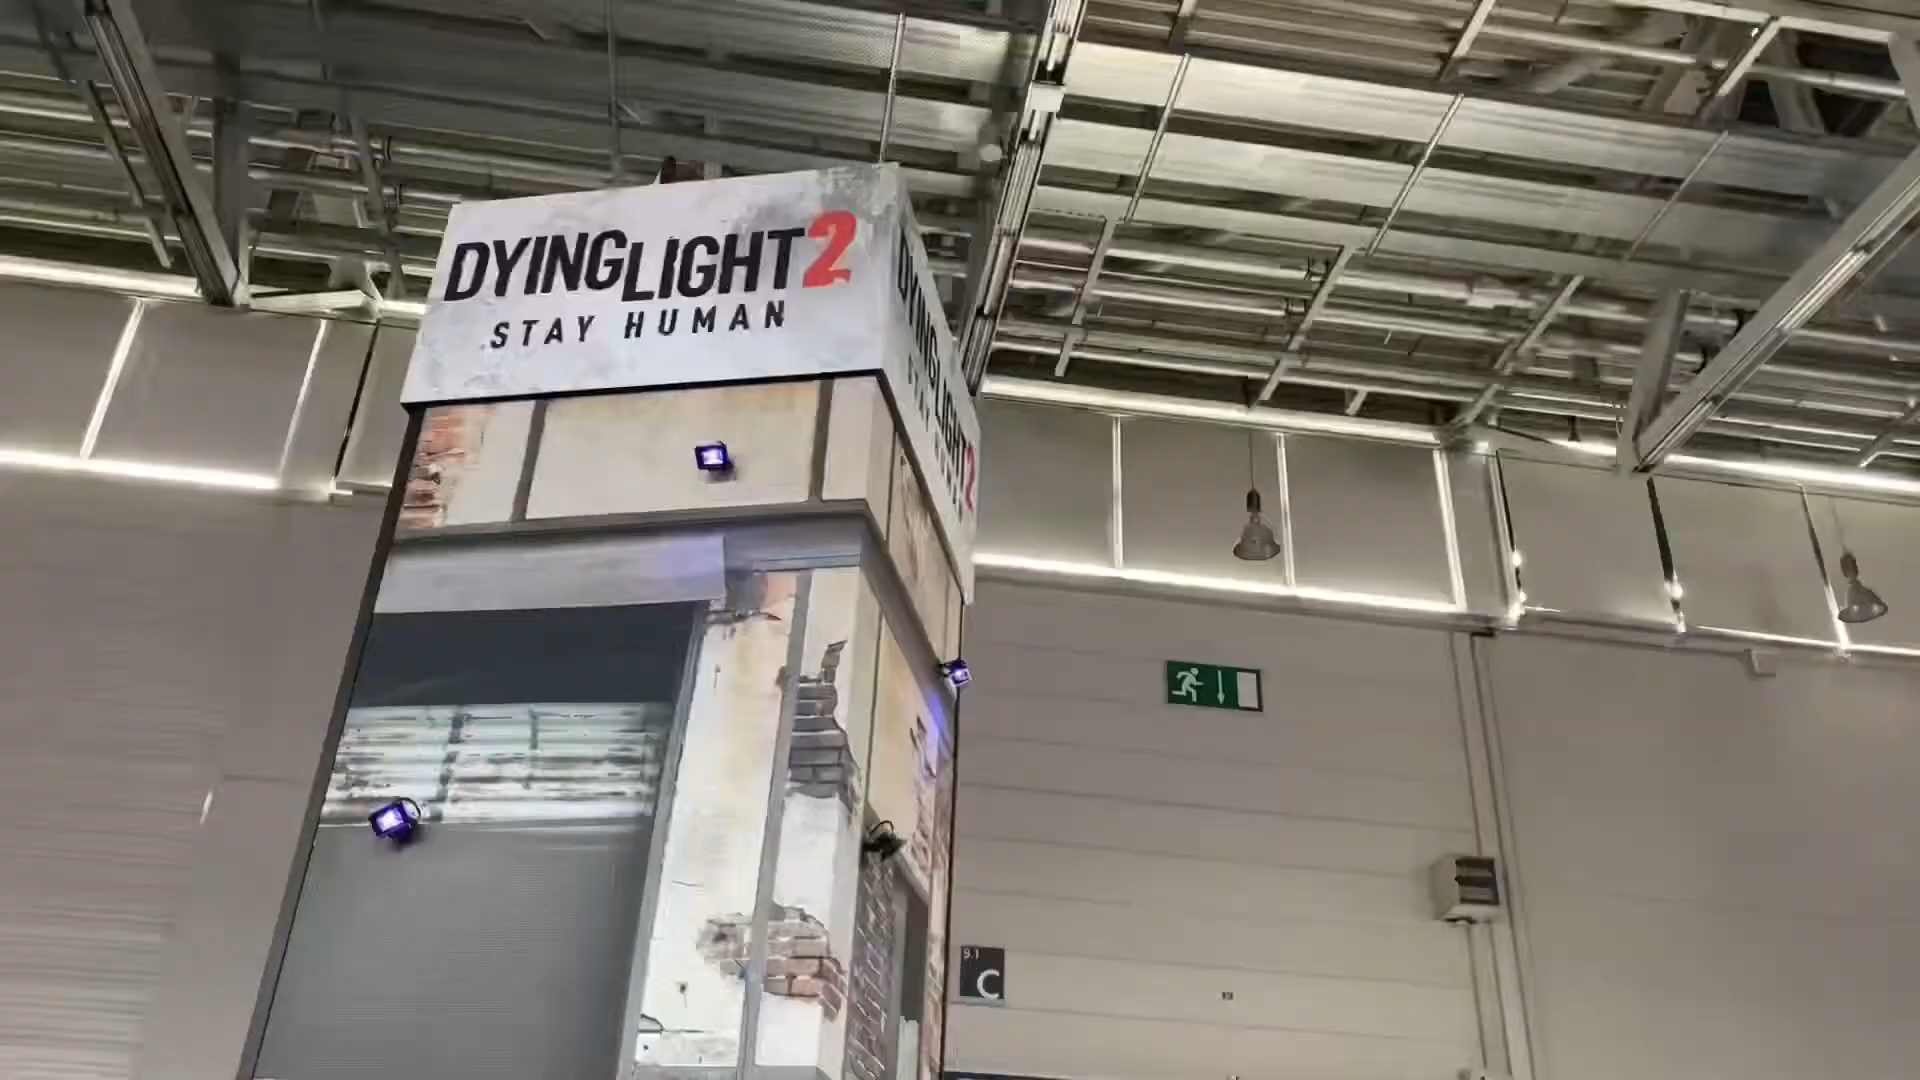 DYING LIGHT 2
STAY HUMAN
DYING LIGHT 2
STAY HUMAN
9.1
C